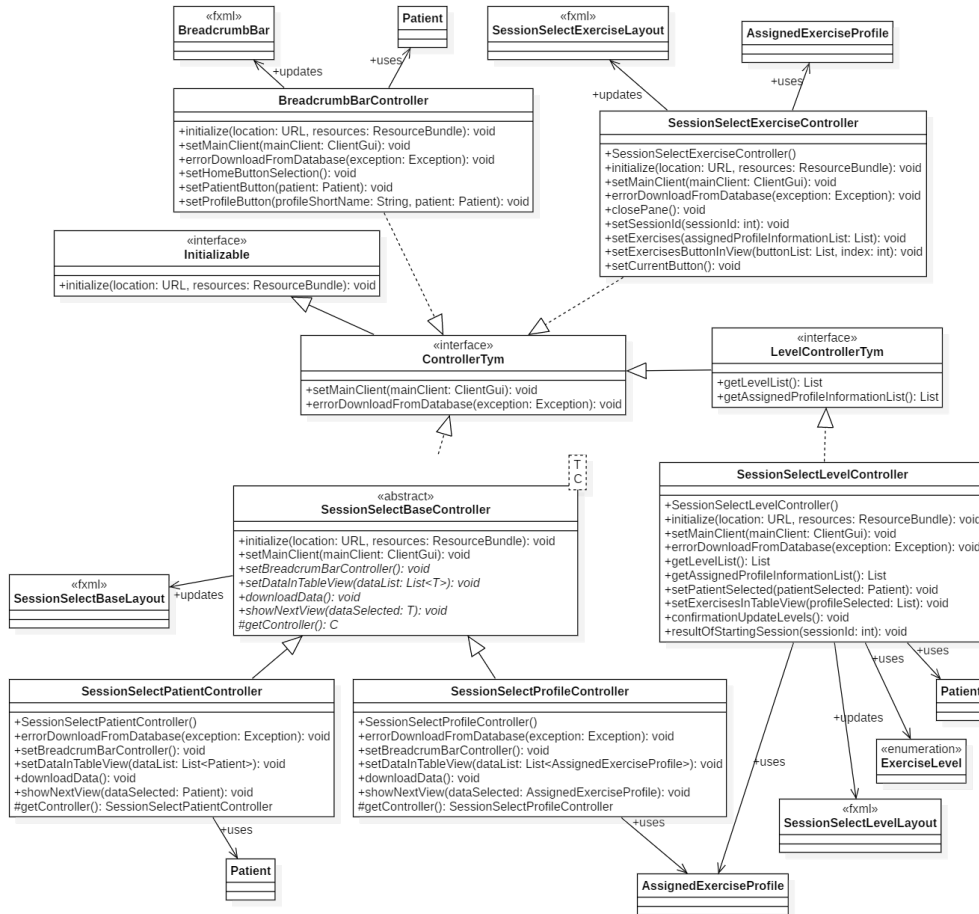 «fxml»
BreadcrumbBar
Patient
«fxml»
SessionSelectExerciseLayout
AssignedExerciseProfile
+updates
+uses
+updates
+uses
BreadcrumbBarController
+initialize(location: URL, resources: ResourceBundle): void
+setMainClient(mainClient: ClientGui): void
+errorDownloadFromDatabase(exception: Exception): void
+setHomeButtonSelection(): void
+setPatientButton(patient: Patient): void
+setProfileButton(profileShortName: String, patient: Patient): void
SessionSelectExerciseController
+SessionSelectExerciseController()
+initialize(location: URL, resources: ResourceBundle): void
+setMainClient(mainClient: ClientGui): void
+errorDownloadFromDatabase(exception: Exception): void
+closePane(): void
+setSessionId(sessionId: int): void
+setExercises(assignedProfileInformationList: List): void
+setExercisesButtonInView(buttonList: List, index: int): void
+setCurrentButton(): void
«interface»
Initializable
+initialize(location: URL, resources: ResourceBundle): void
«interface»
ControllerTym
+setMainClient(mainClient: ClientGui): void
+errorDownloadFromDatabase(exception: Exception): void
«interface»
LevelControllerTym
+getLevelList(): List
+getAssignedProfileInformationList(): List
T
C
«abstract»
SessionSelectBaseController
+initialize(location: URL, resources: ResourceBundle): void
+setMainClient(mainClient: ClientGui): void
+setBreadcrumBarController(): void
+setDataInTableView(dataList: List<T>): void
+downloadData(): void
+showNextView(dataSelected: T): void
#getController(): C
SessionSelectLevelController
+SessionSelectLevelController()
+initialize(location: URL, resources: ResourceBundle): void
+setMainClient(mainClient: ClientGui): void
+errorDownloadFromDatabase(exception: Exception): void
+getLevelList(): List
+getAssignedProfileInformationList(): List
+setPatientSelected(patientSelected: Patient): void
+setExercisesInTableView(profileSelected: List): void
+confirmationUpdateLevels(): void
+resultOfStartingSession(sessionId: int): void
«fxml»
SessionSelectBaseLayout
+updates
SessionSelectPatientController
+SessionSelectPatientController()
+errorDownloadFromDatabase(exception: Exception): void
+setBreadcrumBarController(): void
+setDataInTableView(dataList: List<Patient>): void
+downloadData(): void
+showNextView(dataSelected: Patient): void
#getController(): SessionSelectPatientController
SessionSelectProfileController
+SessionSelectProfileController()
+errorDownloadFromDatabase(exception: Exception): void
+setBreadcrumBarController(): void
+setDataInTableView(dataList: List<AssignedExerciseProfile>): void
+downloadData(): void
+showNextView(dataSelected: AssignedExerciseProfile): void
#getController(): SessionSelectProfileController
+uses
+uses
Patient
+updates
+uses
«enumeration»
ExerciseLevel
«fxml»
SessionSelectLevelLayout
+uses
+uses
Patient
AssignedExerciseProfile